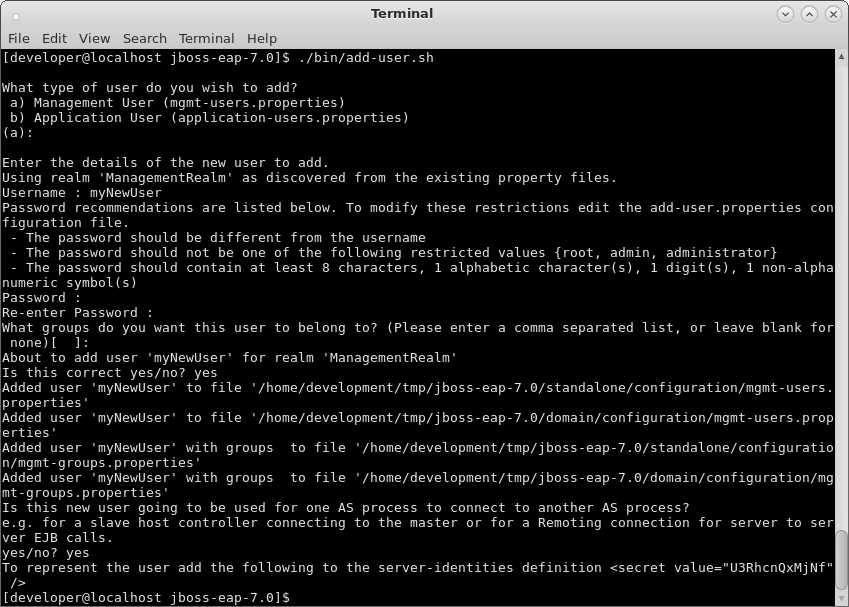 Terminal
File Edit View Search Terminal Help
[developer@localhost jboss-eap-7.0]$ ./bin/add-user.sh
What type of user do you wish to add?
a) Management User (mgmt-users.properties)
b) Application User (application-users.properties)
(a):
Enter the details of the new user to add.
Using realm 'ManagementRealm' as discovered from the existing property files.
Username : myNewUser
Password recommendations are listed below. To modify these restrictions edit the add-user.properties con
figuration file.
- The password should be different from the username
- The password should not be one of the following restricted values {root, admin, administrator}
- The password should contain at least 8 characters, 1 alphabetic character(s), 1 digit(s), 1 non-alpha
numeric symbol(s)
Password :
Re-enter Password :
What groups do you want this user to belong to? (Please enter a comma separated list, or leave blank for
none)[  ]:
About to add user 'myNewUser' for realm 'ManagementRealm'
Is this correct yes/no? yes
Added user 'myNewUser' to file '/home/development/tmp/jboss-eap-7.0/standalone/configuration/mgmt-users.
properties'
Added user 'myNewUser' to file '/home/development/tmp/jboss-eap-7.0/domain/configuration/mgmt-users.prop
erties'
Added user 'myNewUser' with groups  to file '/home/development/tmp/jboss-eap-7.0/standalone/configuratio
n/mgmt-groups.properties'
Added user 'myNewUser' with groups  to file '/home/development/tmp/jboss-eap-7.0/domain/configuration/mg
mt-groups.properties'
Is this new user going to be used for one AS process to connect to another AS process?
e.g. for a slave host controller connecting to the master or for a Remoting connection for server to ser
ver EJB calls.
yes/no? yes
To represent the user add the following to the server-identities definition <secret value="U3RhcnQxMjNf"
/>
[developer@localhost jboss-eap-7.0]$